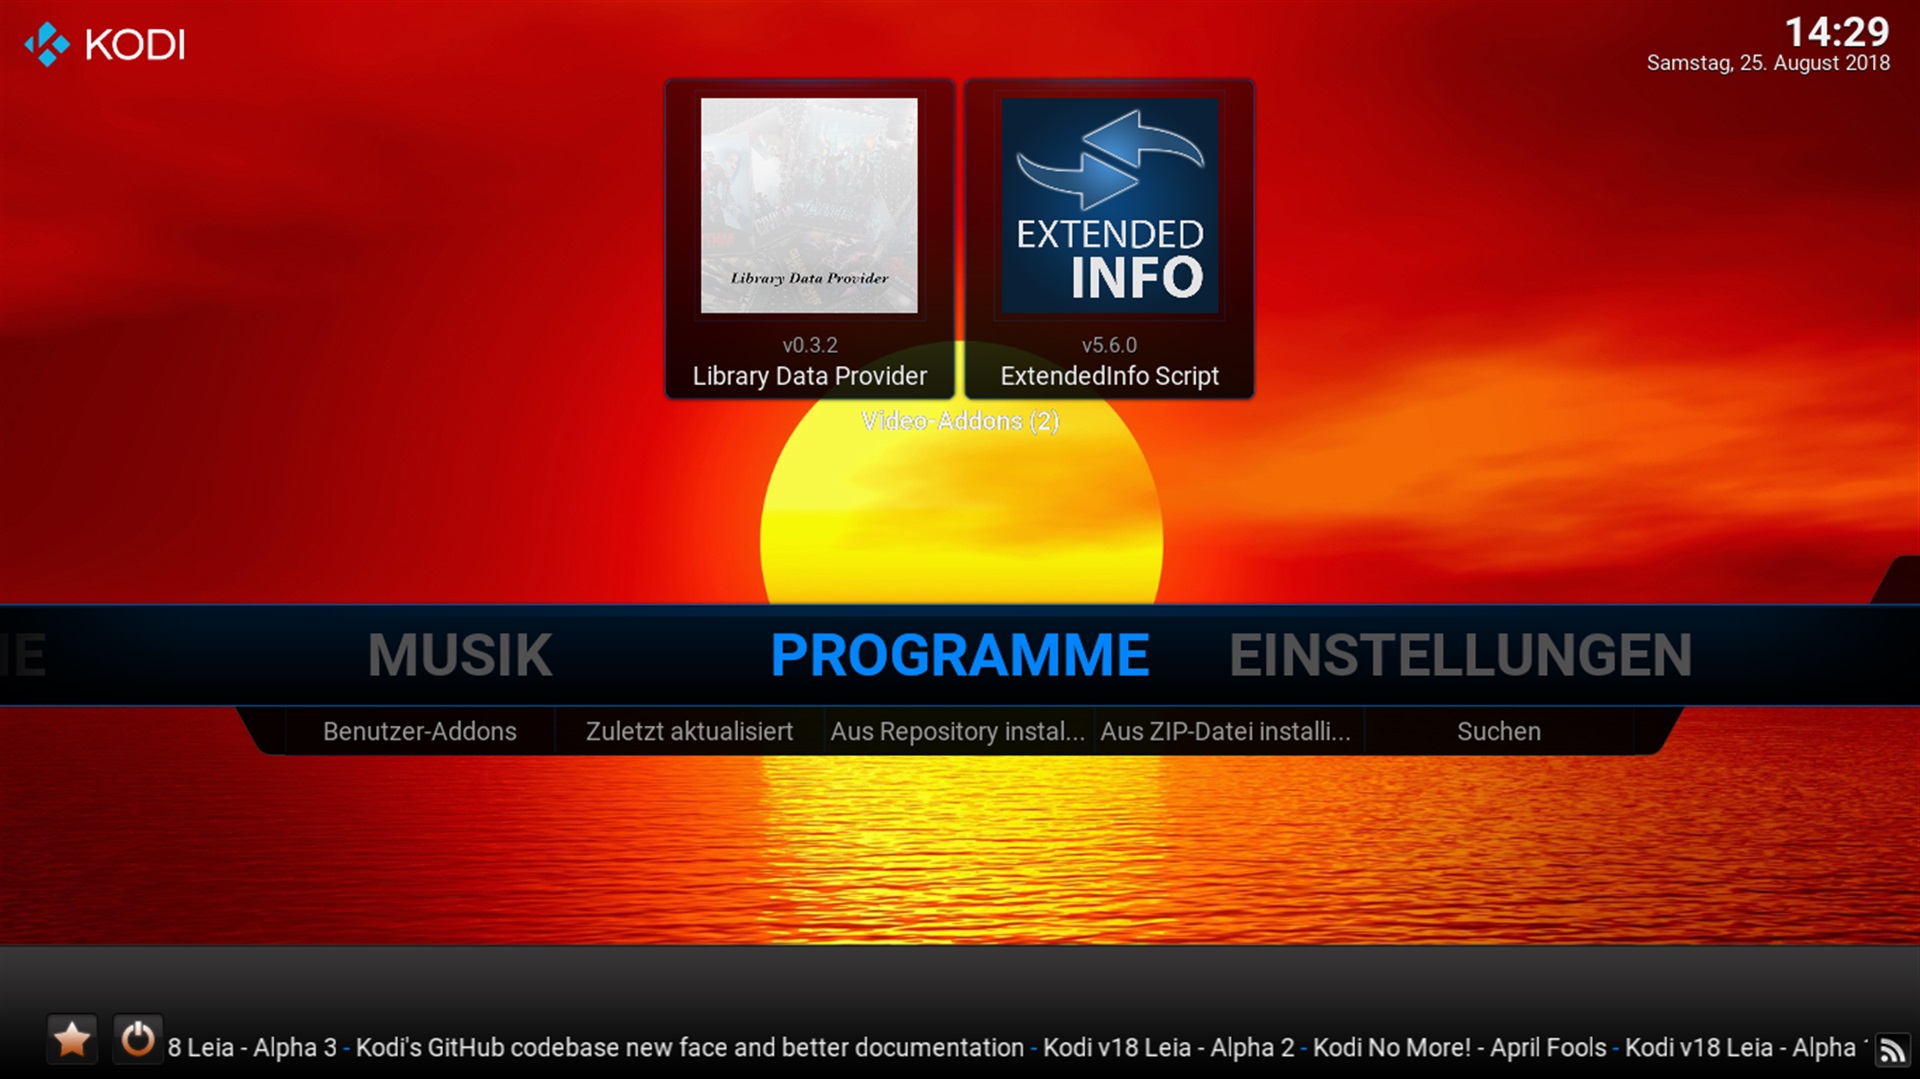 KODI
14:29
Samstag, 25. August 2018
Library Data Provider
EXTENDED
INFO
v0.3.2
Library Data Provider
v5.6.0
ExtendedInfo Script
Video-Addons (2)
MUSIK
PROGRAMME
EINSTELLUNGEN
Benutzer-Addons
Zuletzt aktualisiert
Aus Repository instal...
Aus ZIP-Datei installi...
Suchen
8 Leia - Alpha 3 - Kodi's GitHub codebase new face and better documentation - Kodi v18 Leia - Alpha 2 - Kodi No More! - April Fools - Kodi v18 Leia - Alpha